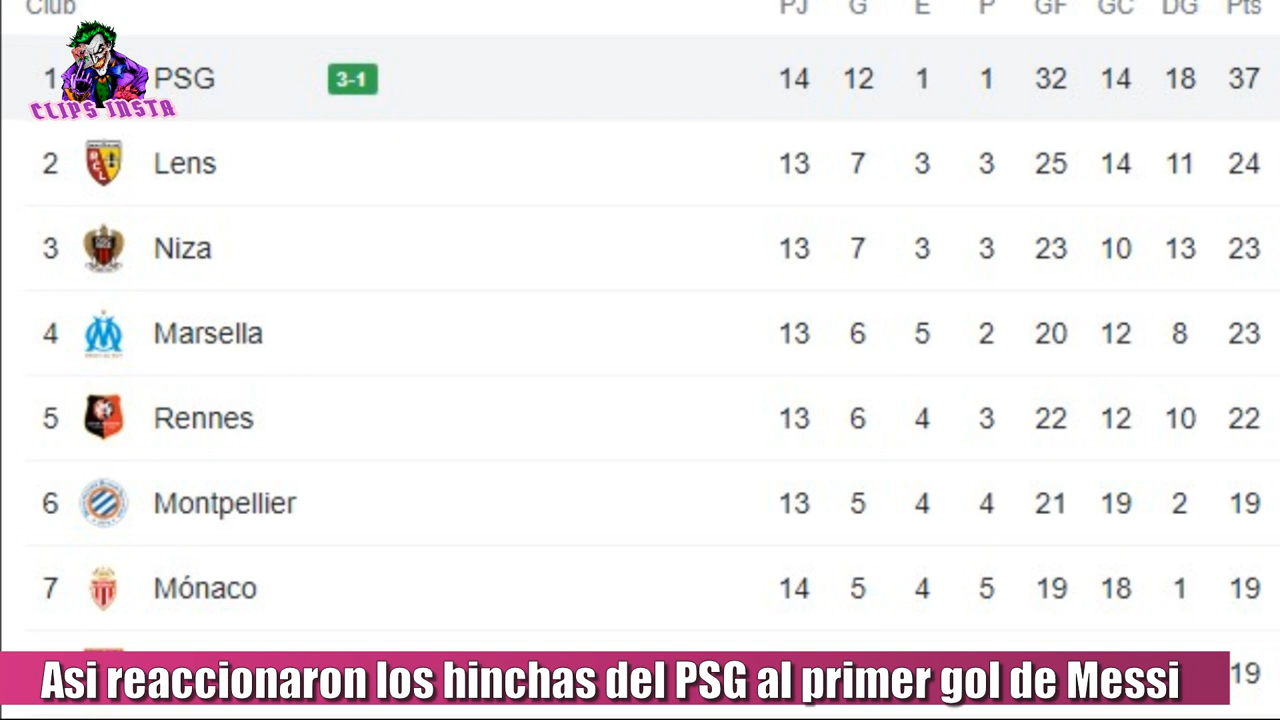 Club PJ G E P GF GC DG Pts
1 PSG 3-1 14 12 1 1 32 14 18 37
CLIPS INSTA
2 Lens 13 7 3 3 25 14 11 24
3 Niza 13 7 3 3 23 10 13 23
4 Marsella 13 6 5 2 20 12 8 23
5 Rennes 13 6 4 3 22 12 10 22
6 Montpellier 13 5 4 4 21 19 2 19
7 Mónaco 14 5 4 5 19 18 1 19
19
Asi reaccionaron los hinchas del PSG al primer gol de Messi